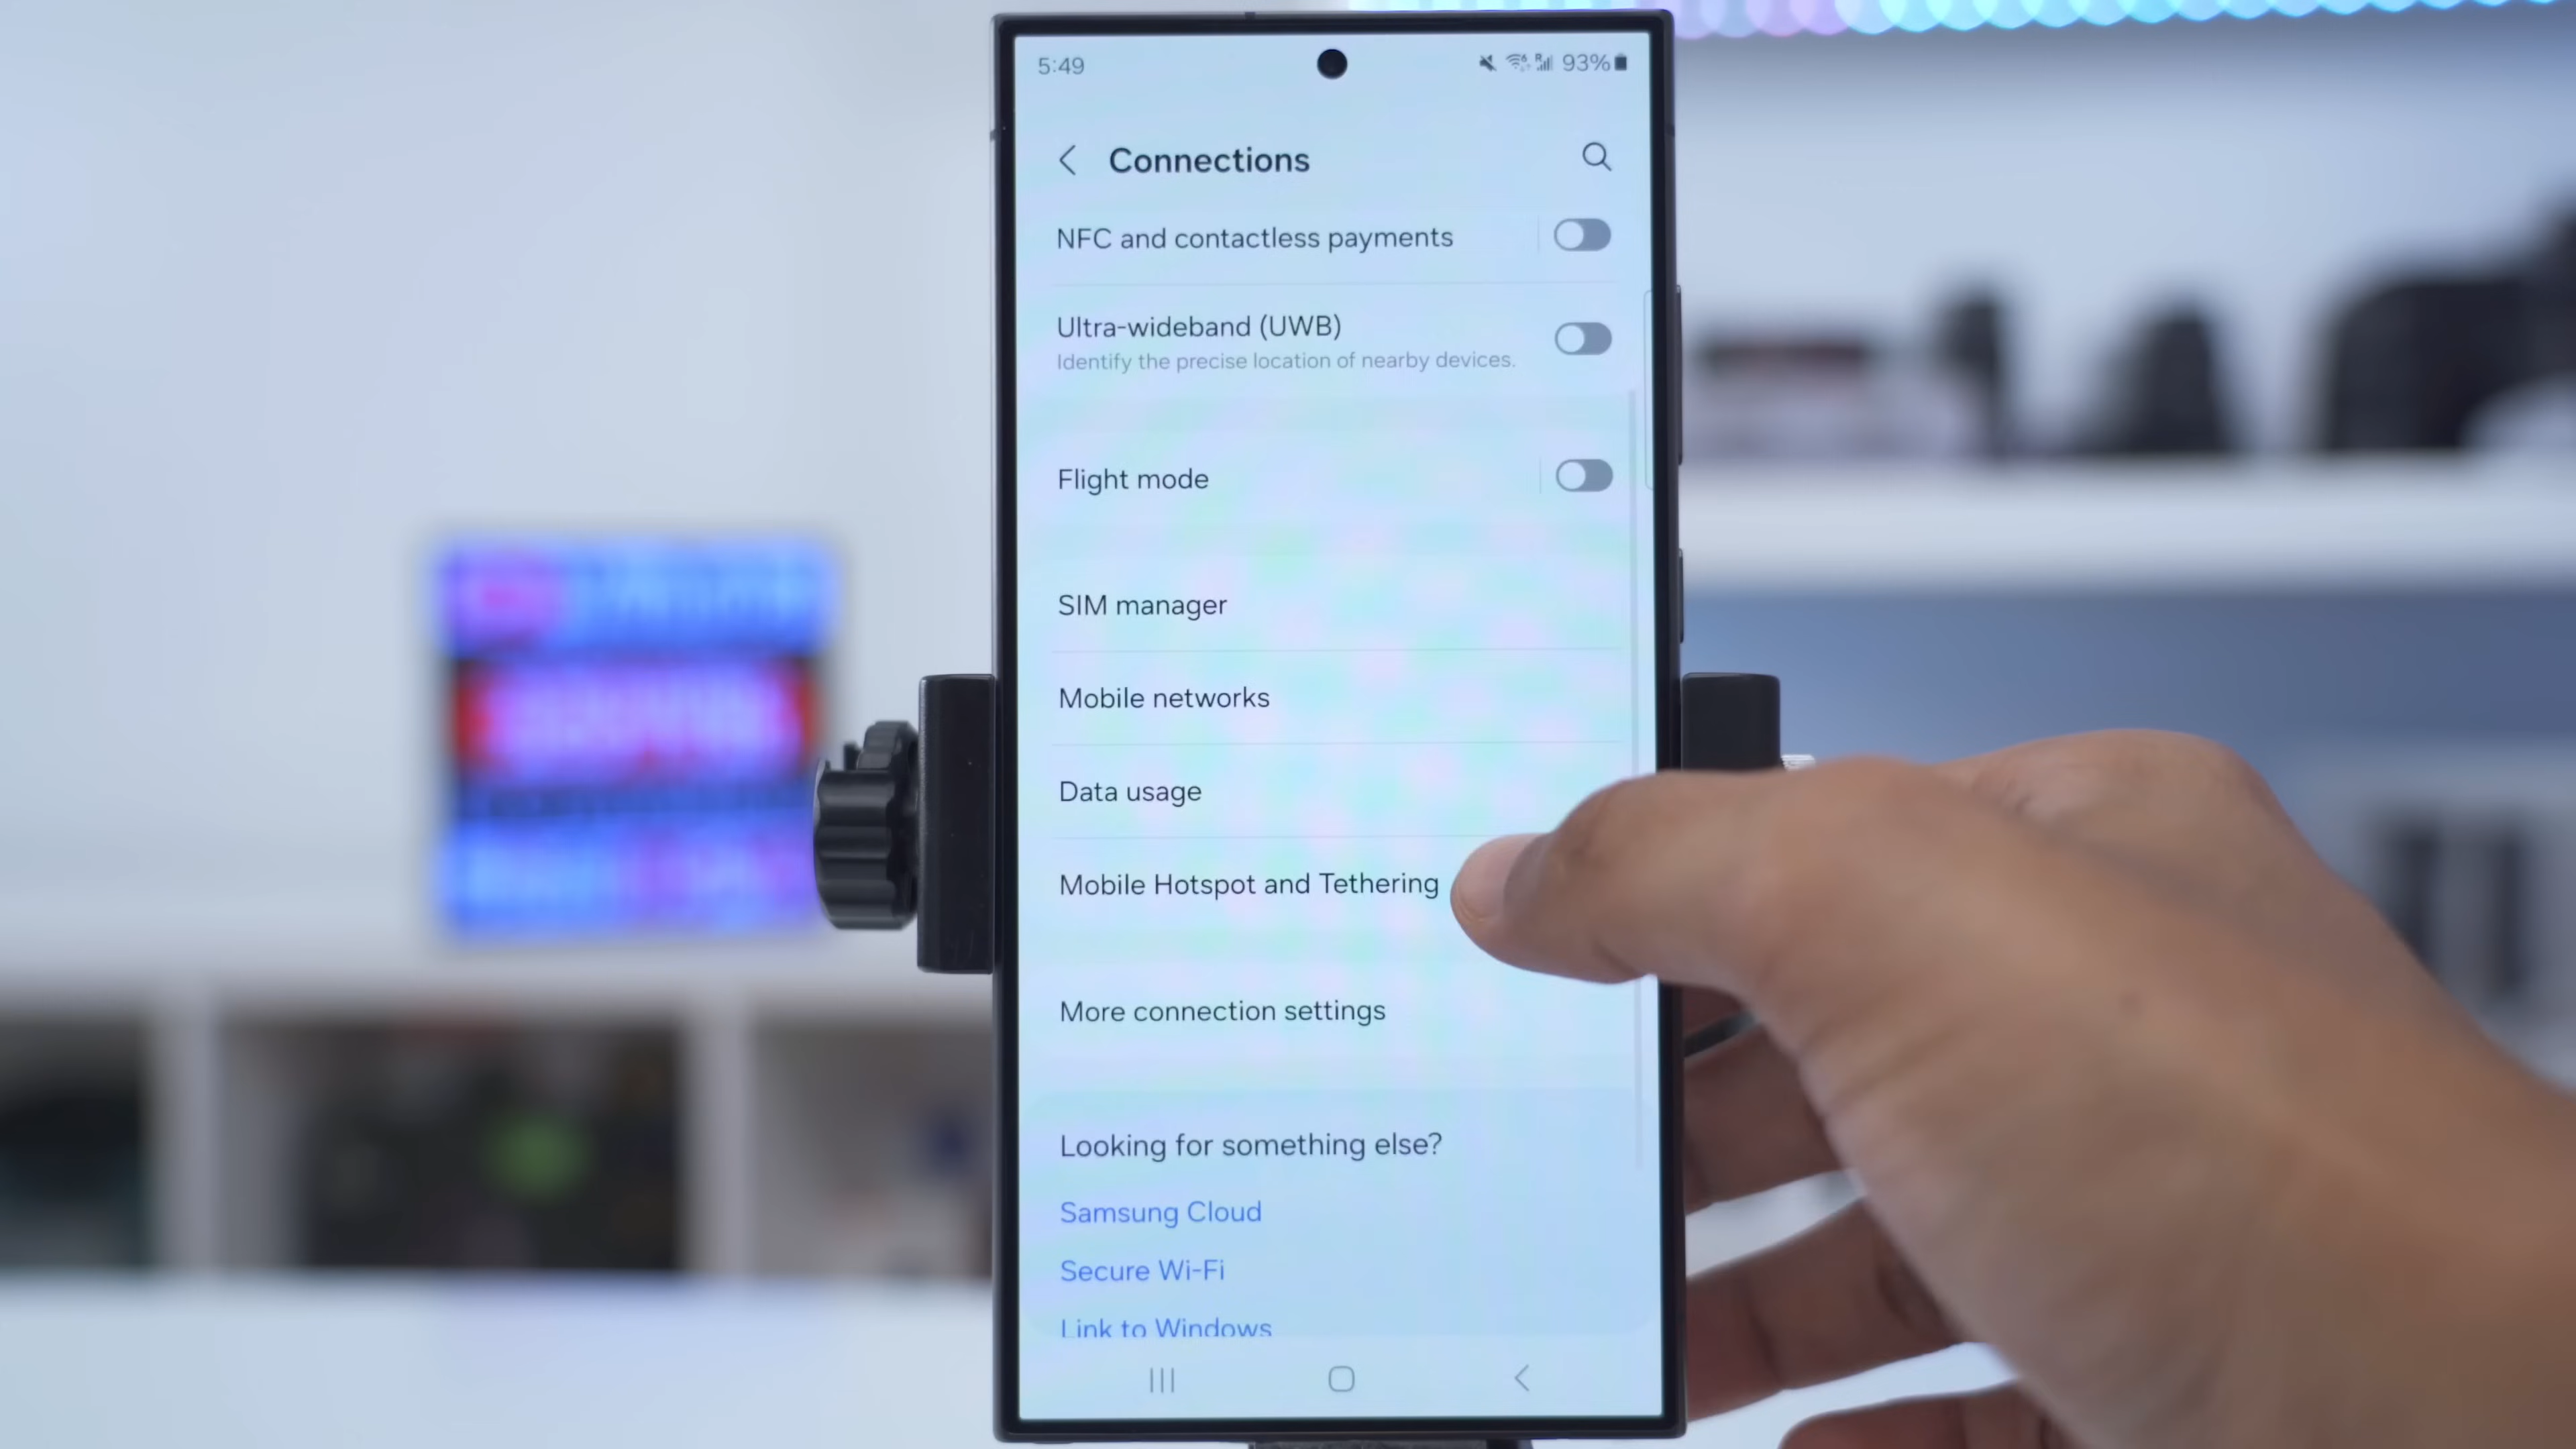 5:49
93%
Connections
NFC and contactless payments
Ultra-wideband (UWB)
Identify the precise location of nearby devices.
Flight mode
SIM manager
Mobile networks
Data usage
Mobile Hotspot and Tethering
More connection settings
Looking for something else?
Samsung Cloud
Secure Wi-Fi
Link to Windows